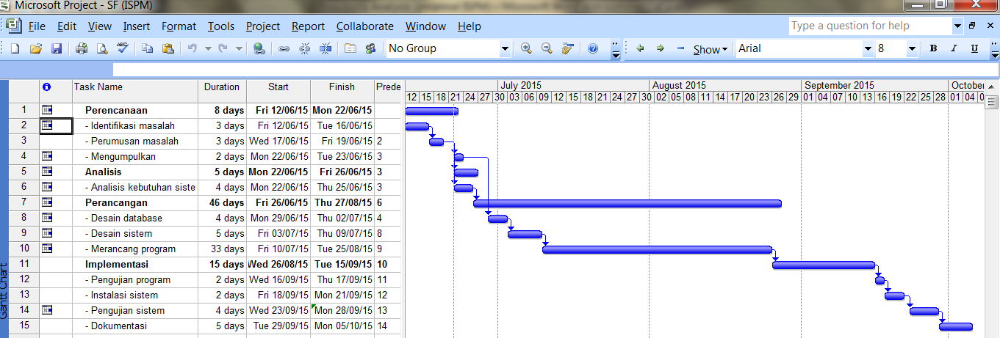 Microsoft Project - SF (ISPM)
File Edit View Insert Format Tools Project Report Collaborate Window Help Type a question for help
No Group Show Arial 8 B I U
Task Name Duration Start Finish Prede July 2015 August 2015 September 2015 October
12 15 18 21 24 27 30 03 06 09 12 15 18 21 24 27 30 02 05 08 11 14 17 20 23 26 29 01 04 07 10 13 16 19 22 25 28 01 04
1 Perencanaan 8 days Fri 12/06/15 Mon 22/06/15
2 - Identifikasi masalah 3 days Fri 12/06/15 Tue 16/06/15
3 - Perumusan masalah 3 days Wed 17/06/15 Fri 19/06/15 2
4 - Mengumpulkan 2 days Mon 22/06/15 Tue 23/06/15 3
5 Analisis 5 days Mon 22/06/15 Fri 26/06/15 3
6 - Analisis kebutuhan siste 4 days Mon 22/06/15 Thu 25/06/15 3
7 Perancangan 46 days Fri 26/06/15 Thu 27/08/15 6
8 - Desain database 4 days Mon 29/06/15 Thu 02/07/15 4
9 - Desain sistem 5 days Fri 03/07/15 Thu 09/07/15 8
10 - Merancang program 33 days Fri 10/07/15 Tue 25/08/15 9
11 Implementasi 15 days Wed 26/08/15 Tue 15/09/15 10
12 - Pengujian program 2 days Wed 16/09/15 Thu 17/09/15 11
13 - Instalasi sistem 2 days Fri 18/09/15 Mon 21/09/15 12
14 - Pengujian sistem 4 days Wed 23/09/15 Mon 28/09/15 13
15 - Dokumentasi 5 days Tue 29/09/15 Mon 05/10/15 14
Gantt Chart